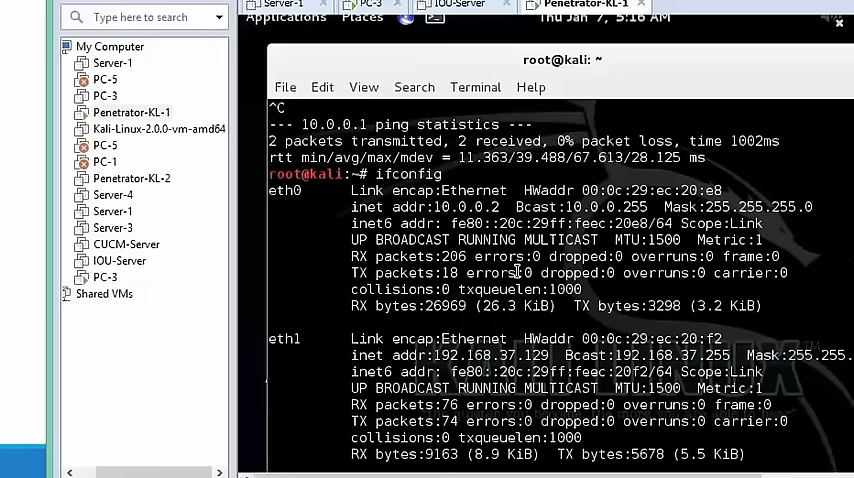 Server-1 PC-3 IOU-Server Penetrator-KL-1
Type here to search
Applications Places Thu Jan 7, 5:16 AM
My Computer
Server-1
PC-5
PC-3
Penetrator-KL-1
Kali-Linux-2.0.0-vm-amd64
PC-5
PC-1
Penetrator-KL-2
Server-4
Server-1
Server-3
CUCM-Server
IOU-Server
PC-3
Shared VMs
root@kali: ~
File Edit View Search Terminal Help
^C
--- 10.0.0.1 ping statistics ---
2 packets transmitted, 2 received, 0% packet loss, time 1002ms
rtt min/avg/max/mdev = 11.363/39.488/67.613/28.125 ms
root@kali:~# ifconfig
eth0 Link encap:Ethernet HWaddr 00:0c:29:ec:20:e8
inet addr:10.0.0.2 Bcast:10.0.0.255 Mask:255.255.255.0
inet6 addr: fe80::20c:29ff:feec:20e8/64 Scope:Link
UP BROADCAST RUNNING MULTICAST MTU:1500 Metric:1
RX packets:206 errors:0 dropped:0 overruns:0 frame:0
TX packets:18 errors:0 dropped:0 overruns:0 carrier:0
collisions:0 txqueuelen:1000
RX bytes:26969 (26.3 KiB) TX bytes:3298 (3.2 KiB)
eth1 Link encap:Ethernet HWaddr 00:0c:29:ec:20:f2
inet addr:192.168.37.129 Bcast:192.168.37.255 Mask:255.255.
inet6 addr: fe80::20c:29ff:feec:20f2/64 Scope:Link
UP BROADCAST RUNNING MULTICAST MTU:1500 Metric:1
RX packets:76 errors:0 dropped:0 overruns:0 frame:0
TX packets:74 errors:0 dropped:0 overruns:0 carrier:0
collisions:0 txqueuelen:1000
RX bytes:9163 (8.9 KiB) TX bytes:5678 (5.5 KiB)